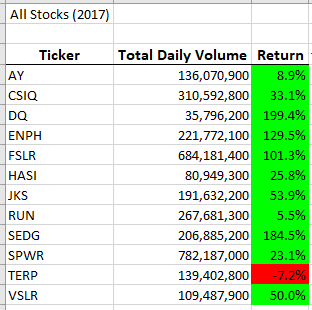 All Stocks (2017)
Ticker Total Daily Volume Return
AY 136,070,900 8.9%
CSIQ 310,592,800 33.1%
DQ 35,796,200 199.4%
ENPH 221,772,100 129.5%
FSLR 684,181,400 101.3%
HASI 80,949,300 25.8%
JKS 191,632,200 53.9%
RUN 267,681,300 5.5%
SEDG 206,885,200 184.5%
SPWR 782,187,000 23.1%
TERP 139,402,800 -7.2%
VSLR 109,487,900 50.0%